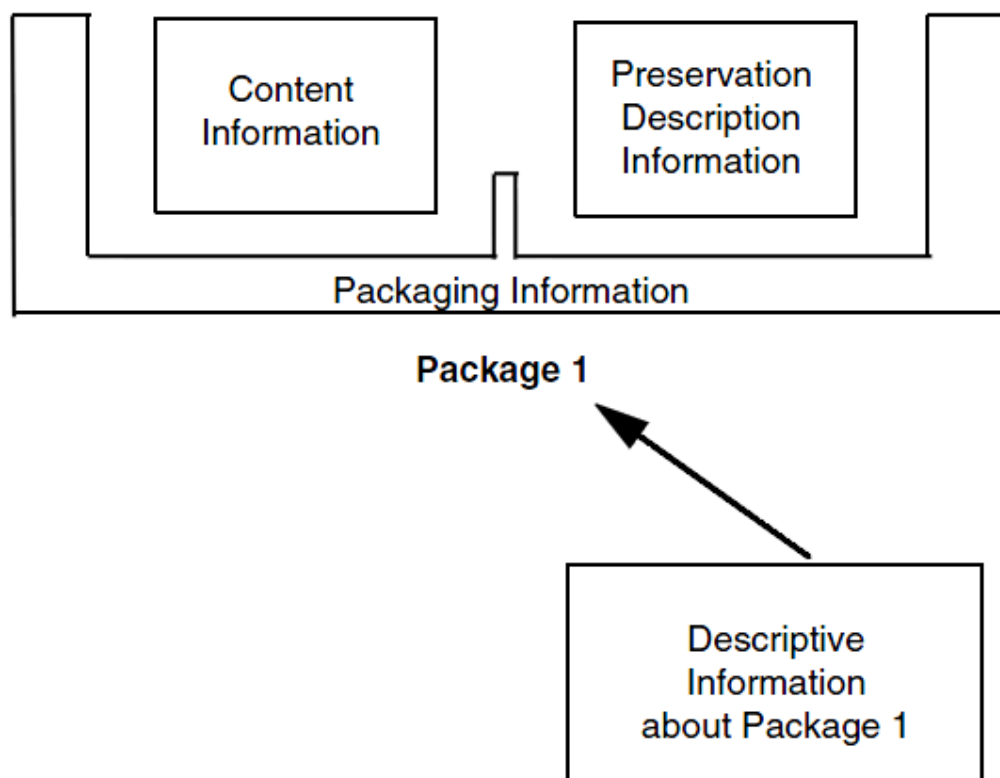 Content
Information
Preservation
Description
Information
Packaging Information
Package 1
Descriptive
Information
about Package 1